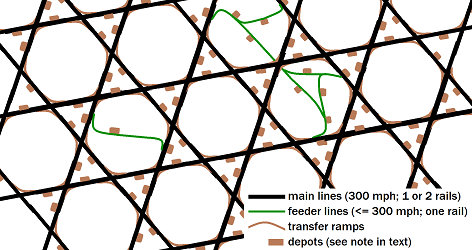 main lines (300 mph; 1 or 2 rails)
feeder lines (<= 300 mph; one rail)
transfer ramps
depots (see note in text)